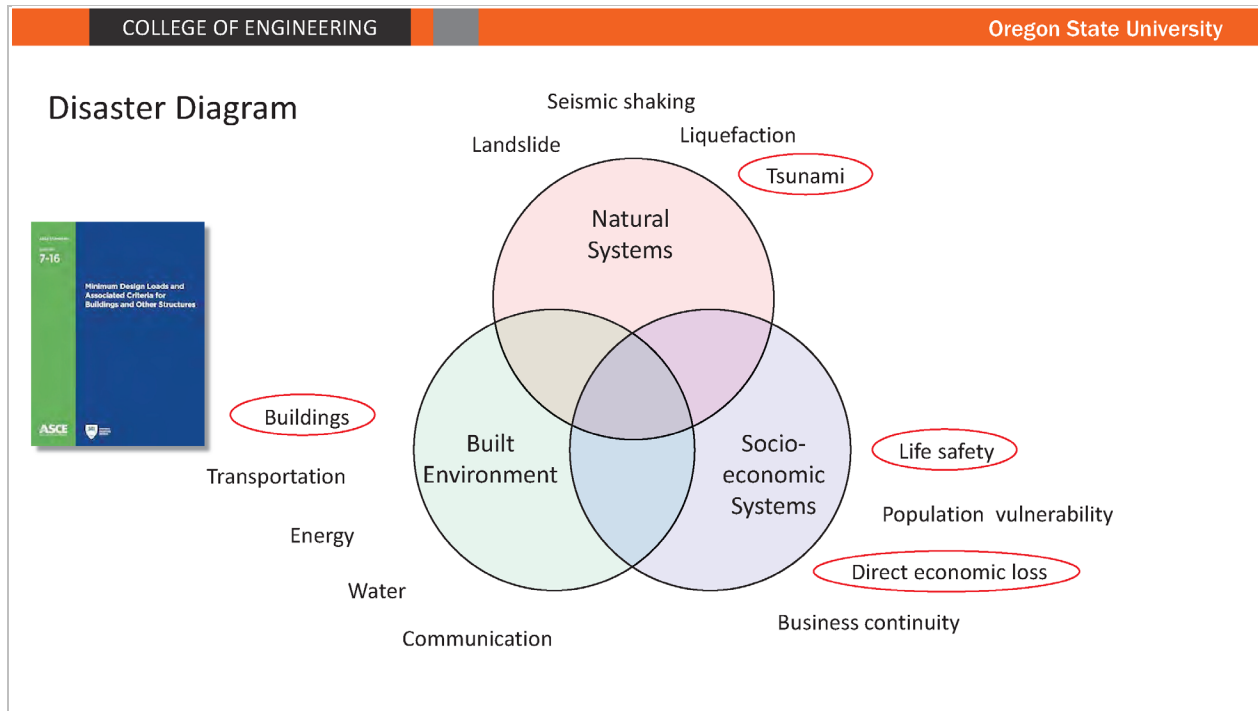 COLLEGE OF ENGINEERING
Oregon State University
Disaster Diagram
Seismic shaking
Landslide
Liquefaction
Tsunami
Natural
Systems
7-16
Minimum Design Loads and
Associated Criteria for
Buildings and Other Structures
ASCE
Buildings
Transportation
Energy
Water
Communication
Built
Environment
Socio-
economic
Systems
Life safety
Population vulnerability
Direct economic loss
Business continuity